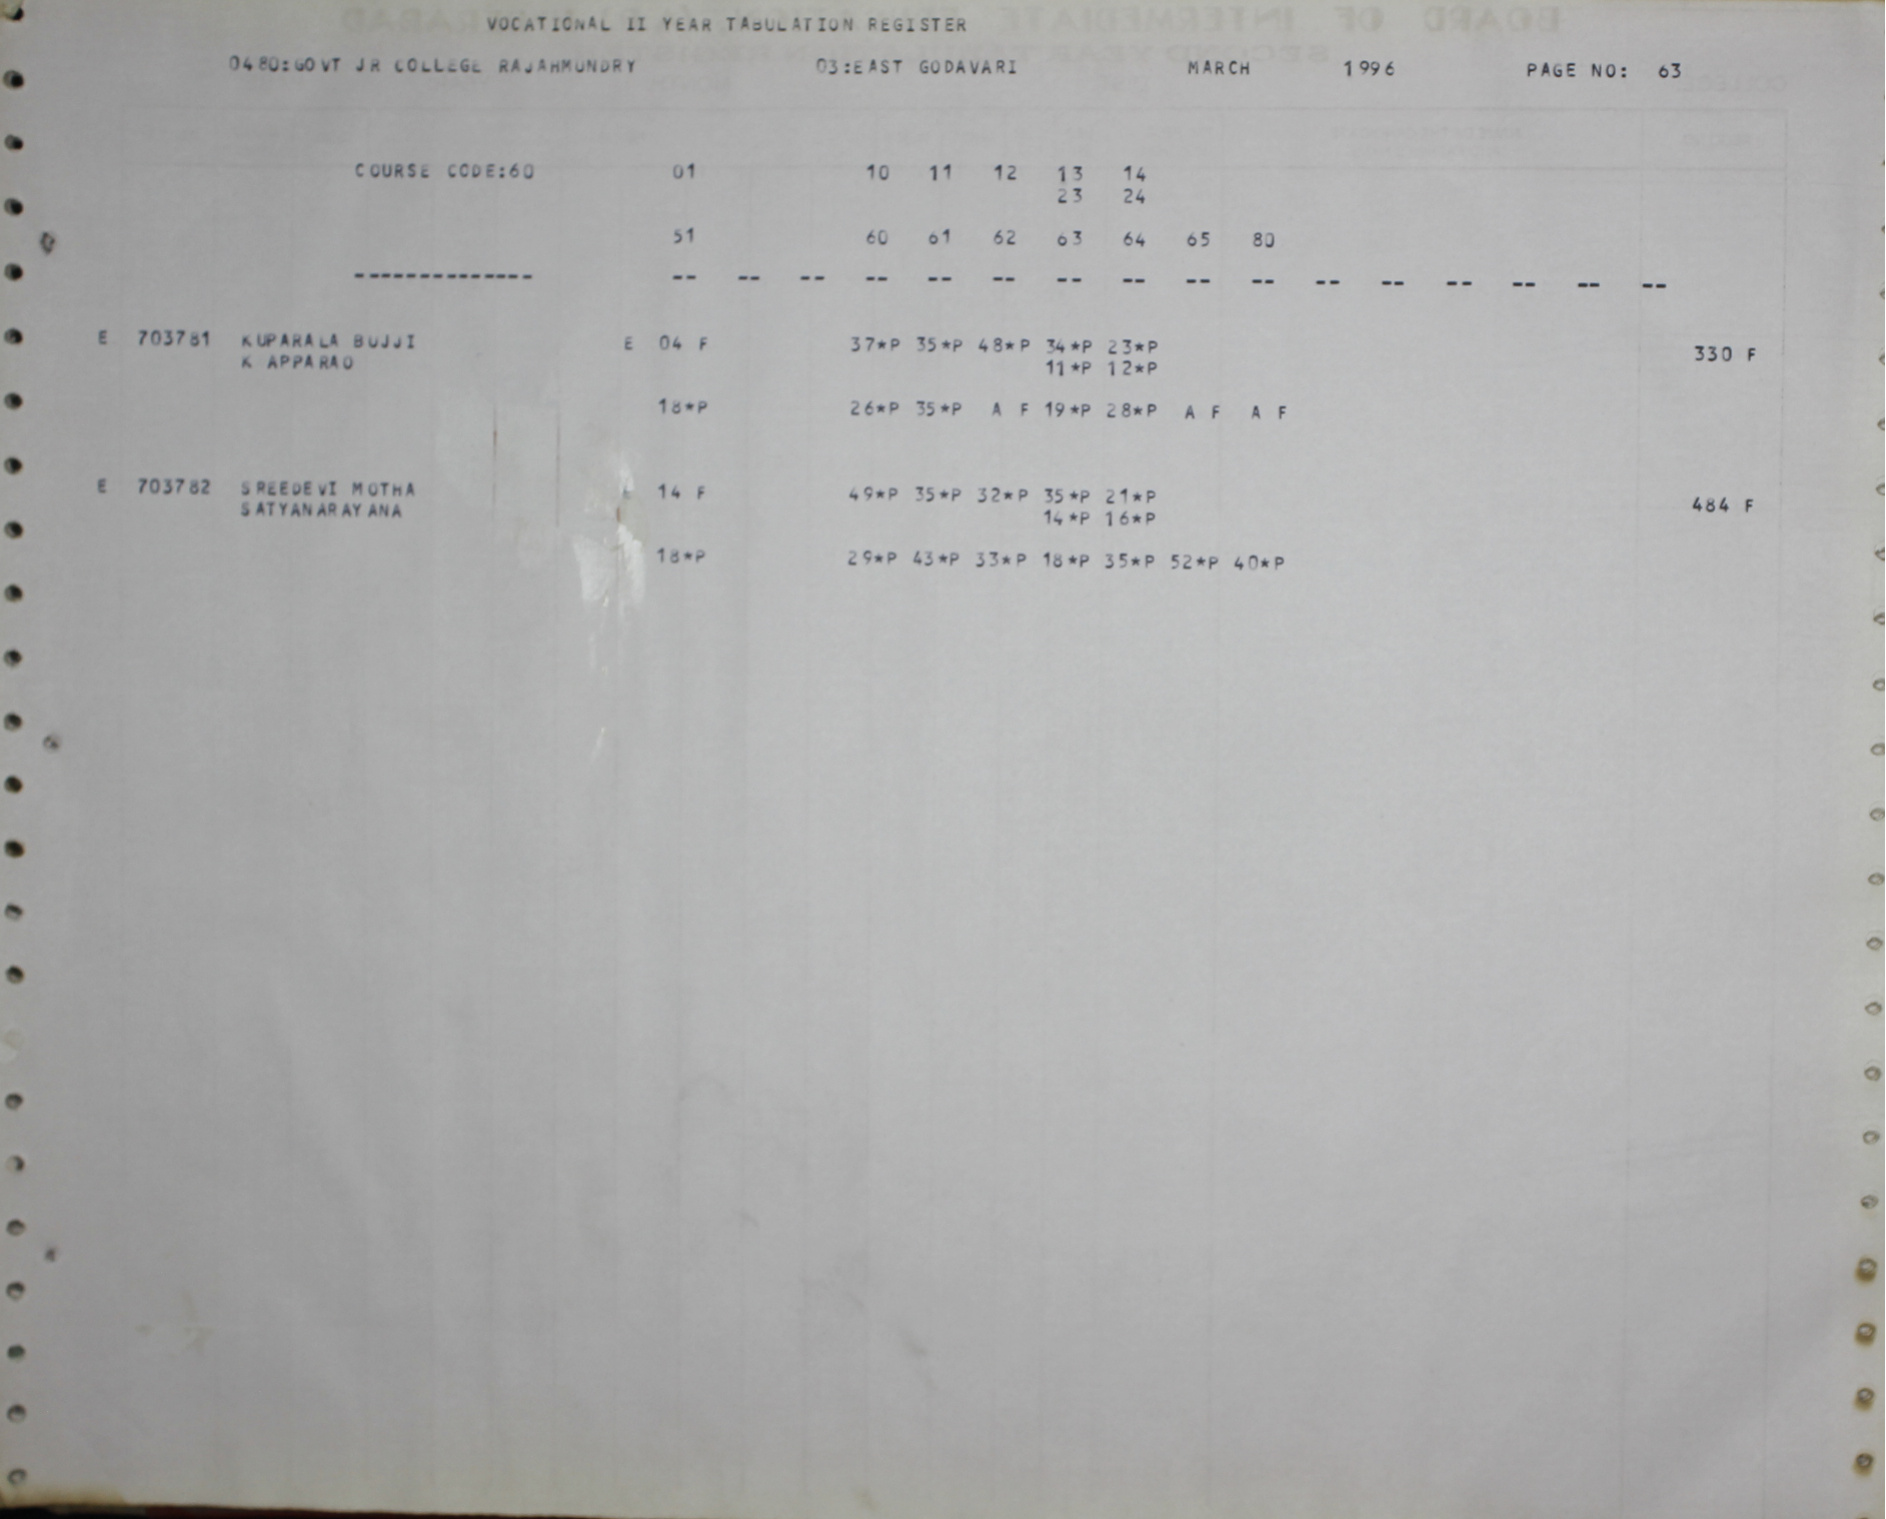 VOCATIONAL II YEAR TABULATION REGISTER
0480:GOVT JR COLLEGE RAJAHMUNDRY 03:EAST GODAVARI MARCH 1996 PAGE NO: 63
COURSE CODE:60 01 10 11 12 13 14
23 24
51 60 61 62 63 64 65 80
-------------- -- -- -- -- -- -- -- -- -- -- -- -- -- -- -- --
E 703781 KUPARALA BUJJI E 04 F 37*P 35*P 48*P 34*P 23*P
K APPARAO 11*P 12*P 330 F
18*P 26*P 35*P A F 19*P 28*P A F A F
E 703782 SREEDEVI MOTHA 14 F 49*P 35*P 32*P 35*P 21*P
SATYANARAYANA 14*P 16*P 484 F
18*P 29*P 43*P 33*P 18*P 35*P 52*P 40*P